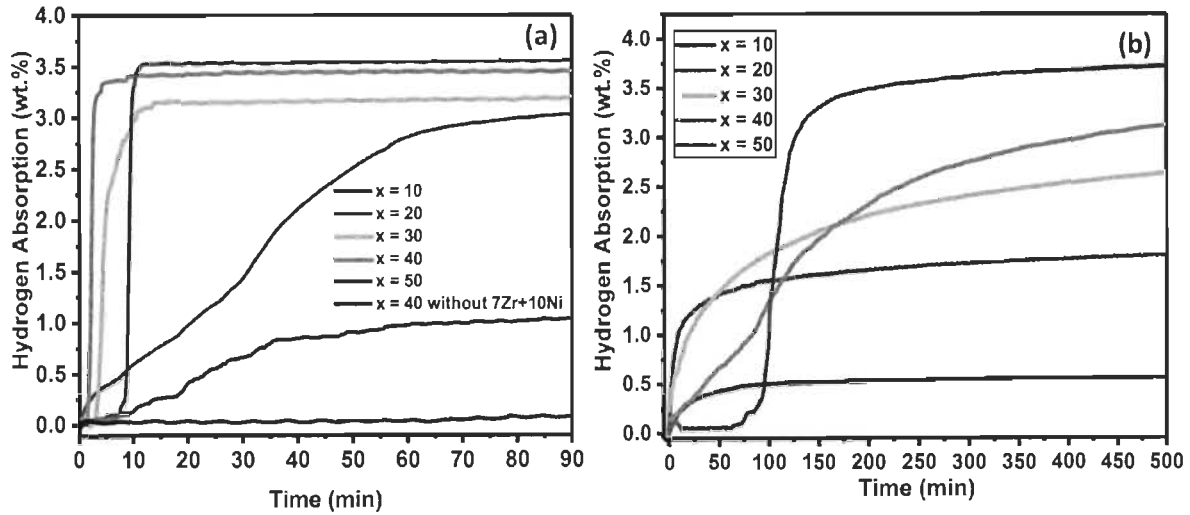 (a)
Hydrogen Absorption (wt.%)
4.0
3.5
3.0
2.5
2.0
1.5
1.0
0.5
0.0
x = 10
x = 20
x = 30
x = 40
x = 50
x = 40 without 7Zr+10Ni
0 10 20 30 40 50 60 70 80 90
Time (min)
(b)
Hydrogen Absorption (wt.%)
4.0
3.5
3.0
2.5
2.0
1.5
1.0
0.5
0.0
x = 10
x = 20
x = 30
x = 40
x = 50
0 50 100 150 200 250 300 350 400 450 500
Time (min)